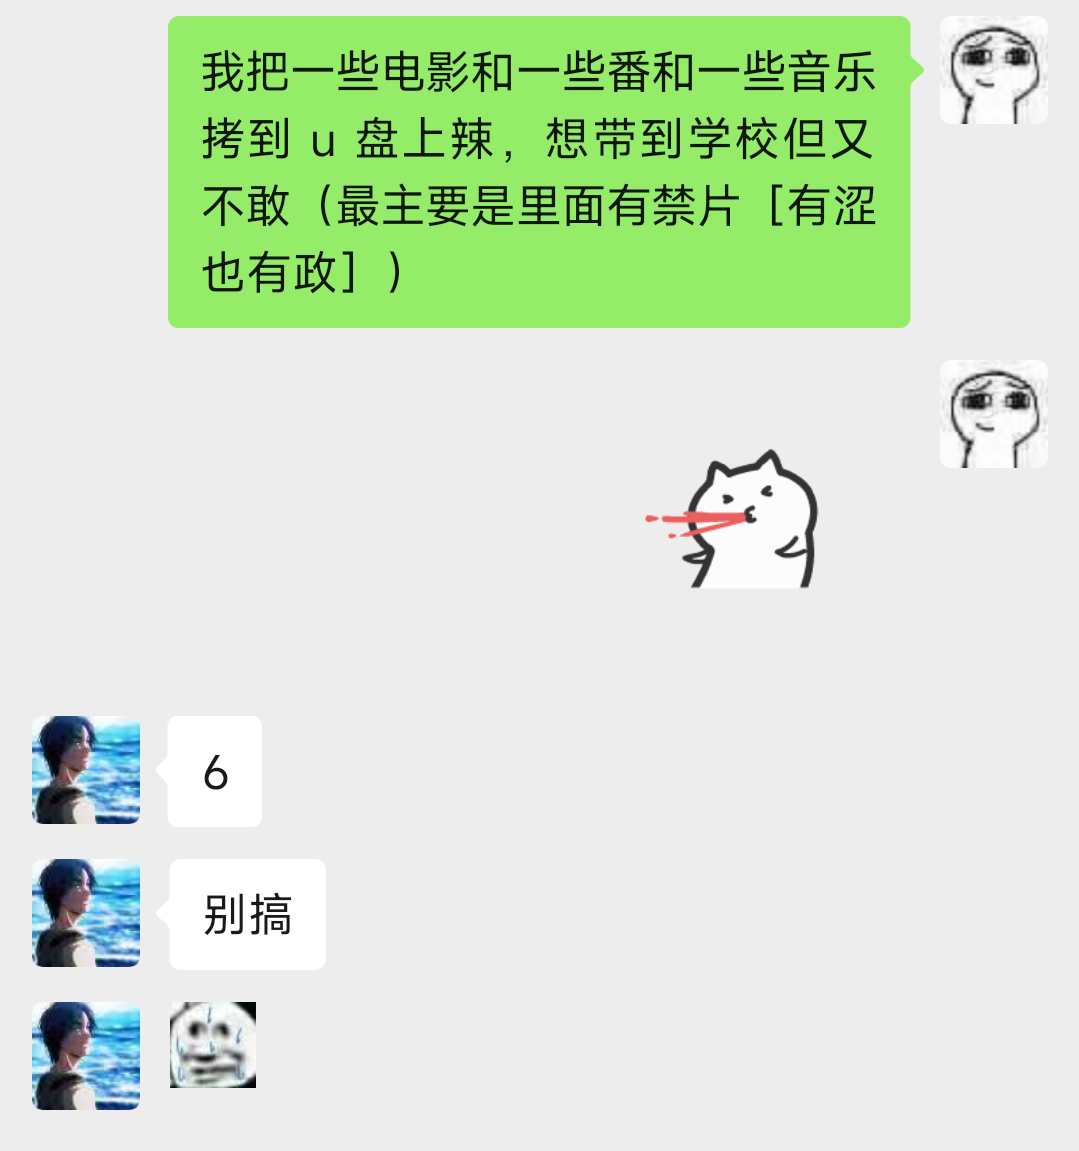 我把一些电影和一些番和一些音乐
拷到 u 盘上辣，想带到学校但又
不敢（最主要是里面有禁片［有涩
也有政］）
6
别搞